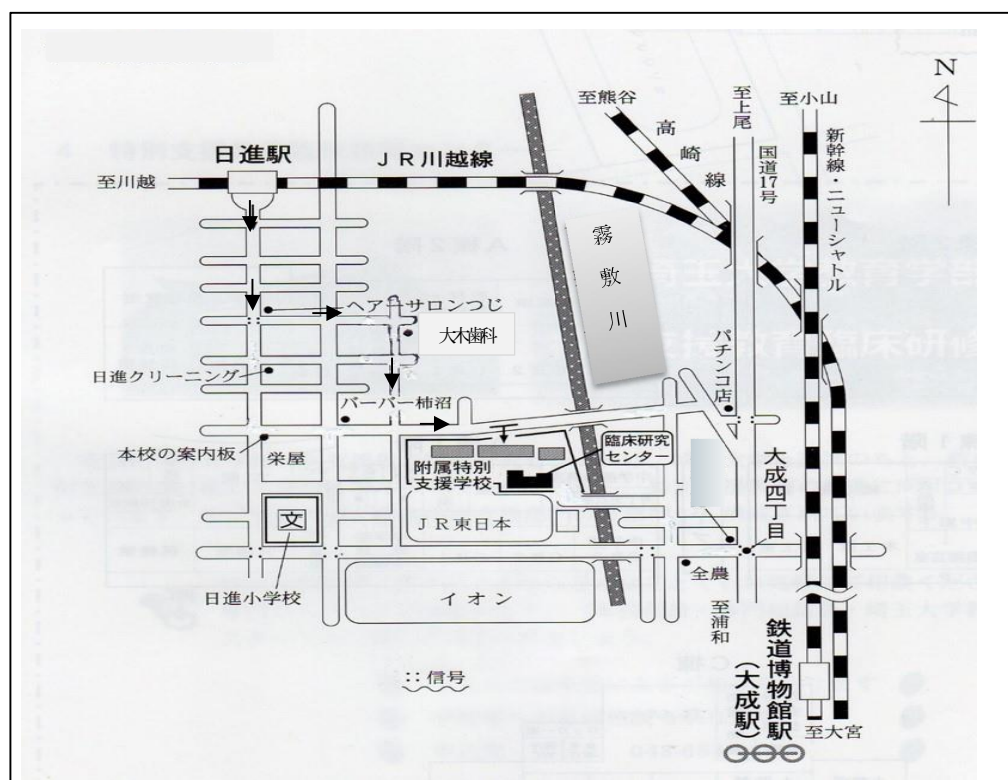 N
至熊谷
至上尾
至小山
高崎線
国道17号
新幹線・ニューシャトル
日進駅
JR川越線
至川越
霧敷川
ヘアーサロンつじ
大木歯科
パチンコ店
日進クリーニング
バーバー柿沼
本校の案内板
栄屋
附属特別
支援学校
臨床研究
センター
大成四丁目
文
JR東日本
全農
日進小学校
イオン
至浦和
鉄道博物館駅
(大成駅)
::信号
至大宮